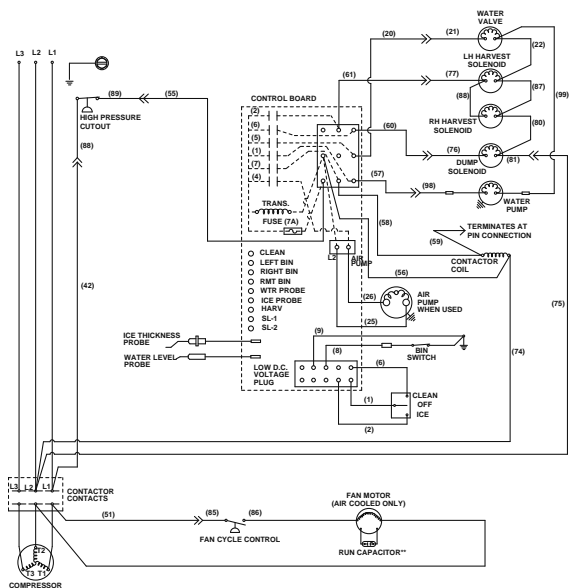 WATER
VALVE
(20)
(21)
(22)
L3
L2
L1
LH HARVEST
SOLENOID
(61)
(77)
(99)
(89)
(55)
(88)
(87)
HIGH PRESSURE
CUTOUT
CONTROL BOARD
(2)
(6)
(5)
(1)
(7)
(4)
(60)
RH HARVEST
SOLENOID
(80)
(88)
(76)
(81)
DUMP
SOLENOID
(57)
(98)
TRANS.
FUSE (7A)
WATER
PUMP
(58)
TERMINATES AT
PIN CONNECTION
(59)
L2
AIR
PUMP
CONTACTOR
COIL
(56)
CLEAN
LEFT BIN
RIGHT BIN
RMT BIN
WTR PROBE
ICE PROBE
HARV
SL-1
SL-2
(42)
(75)
(26)
AIR
PUMP
WHEN USED
(25)
(74)
ICE THICKNESS
PROBE
WATER LEVEL
PROBE
(9)
(8)
BIN
SWITCH
LOW D.C.
VOLTAGE
PLUG
(6)
CLEAN
OFF
ICE
(1)
(2)
L3
L2
L1
CONTACTOR
CONTACTS
(51)
(85)
(86)
FAN CYCLE CONTROL
FAN MOTOR
(AIR COOLED ONLY)
RUN CAPACITOR**
T2
T3
T1
COMPRESSOR